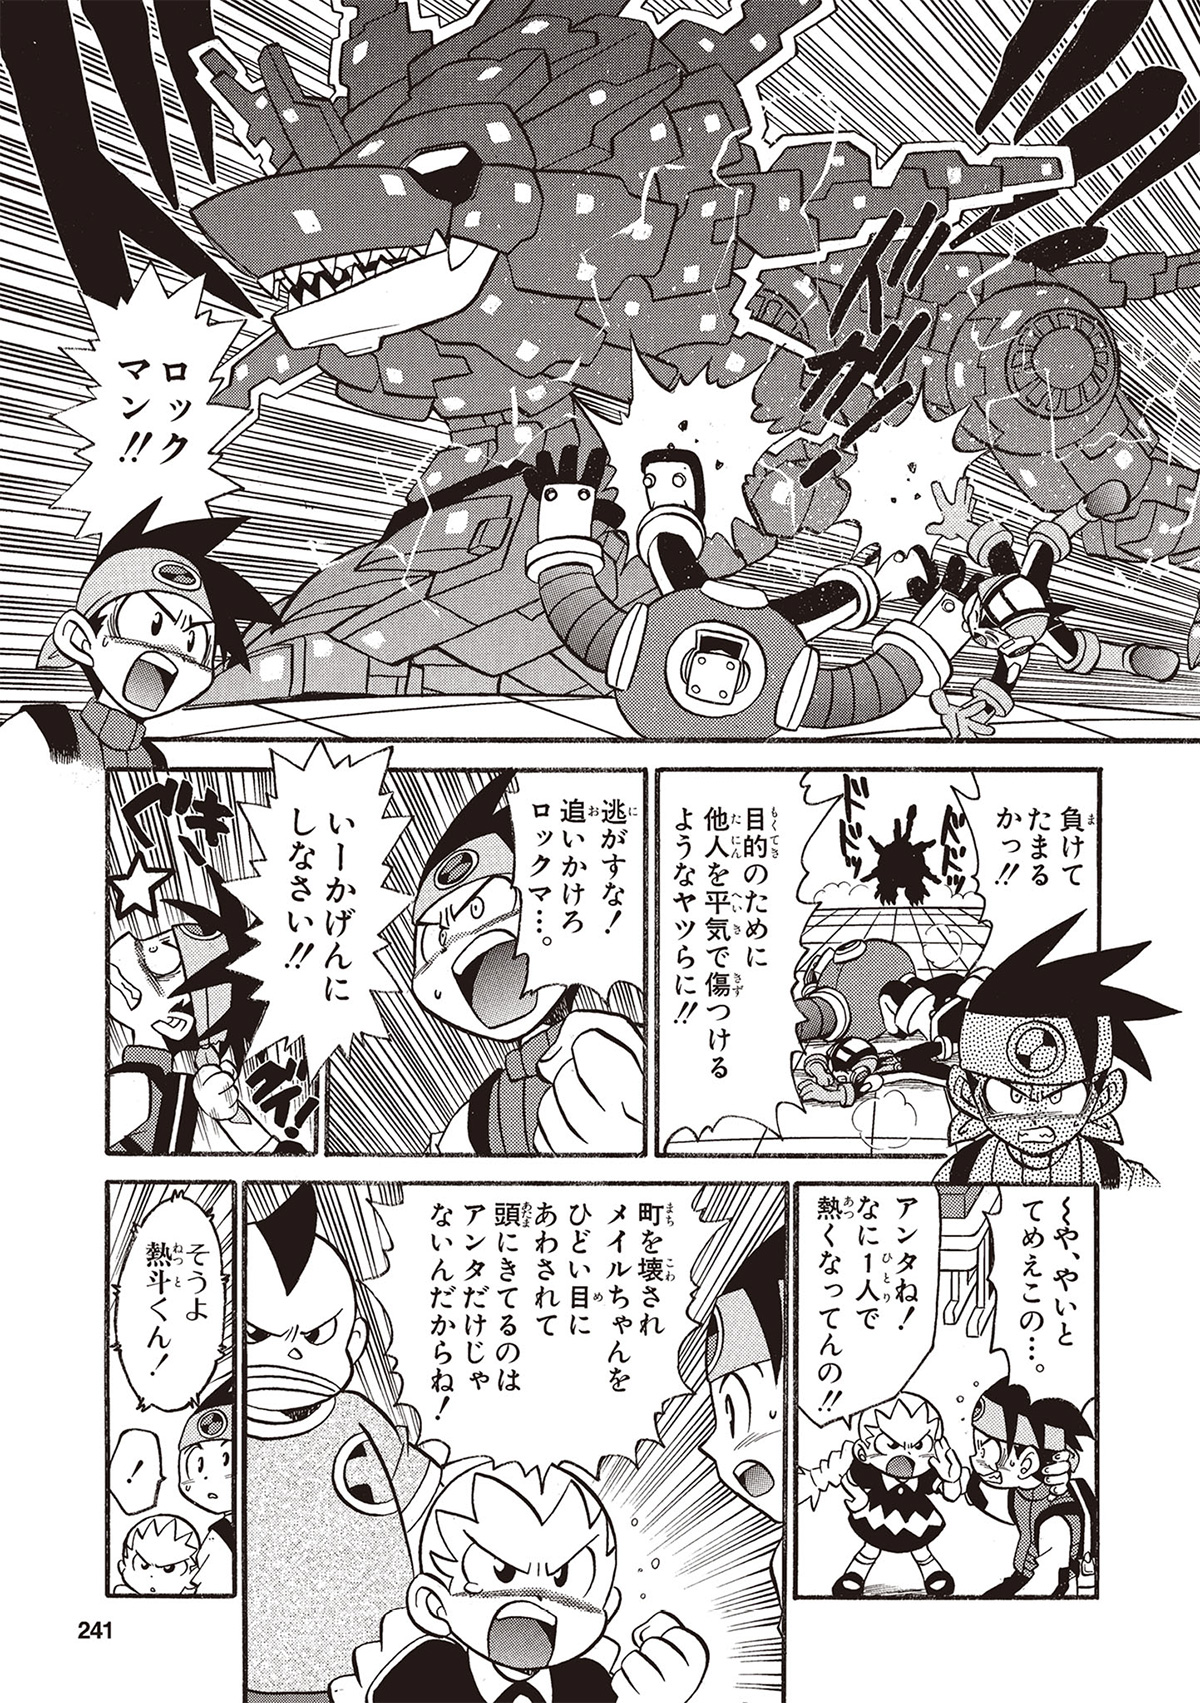 ガガガガ
ロック
マン!!
負けて
たまる
かっ!!
ドドド
ドドド
目的のために
他人を平気で傷つける
ようなヤツらに!!
逃がすな!
追いかけろ
ロックマ…。
いーかげんに
しなさい!!
〜や、やいと
てめえこの…。
アンタね!
なに1人で
熱くなってんの!!
町を壊され
メイルちゃんを
ひどい目に
あわされて
頭にきてるのは
アンタだけじゃ
ないんだからね!
そうよ
熱斗くん!
!
241